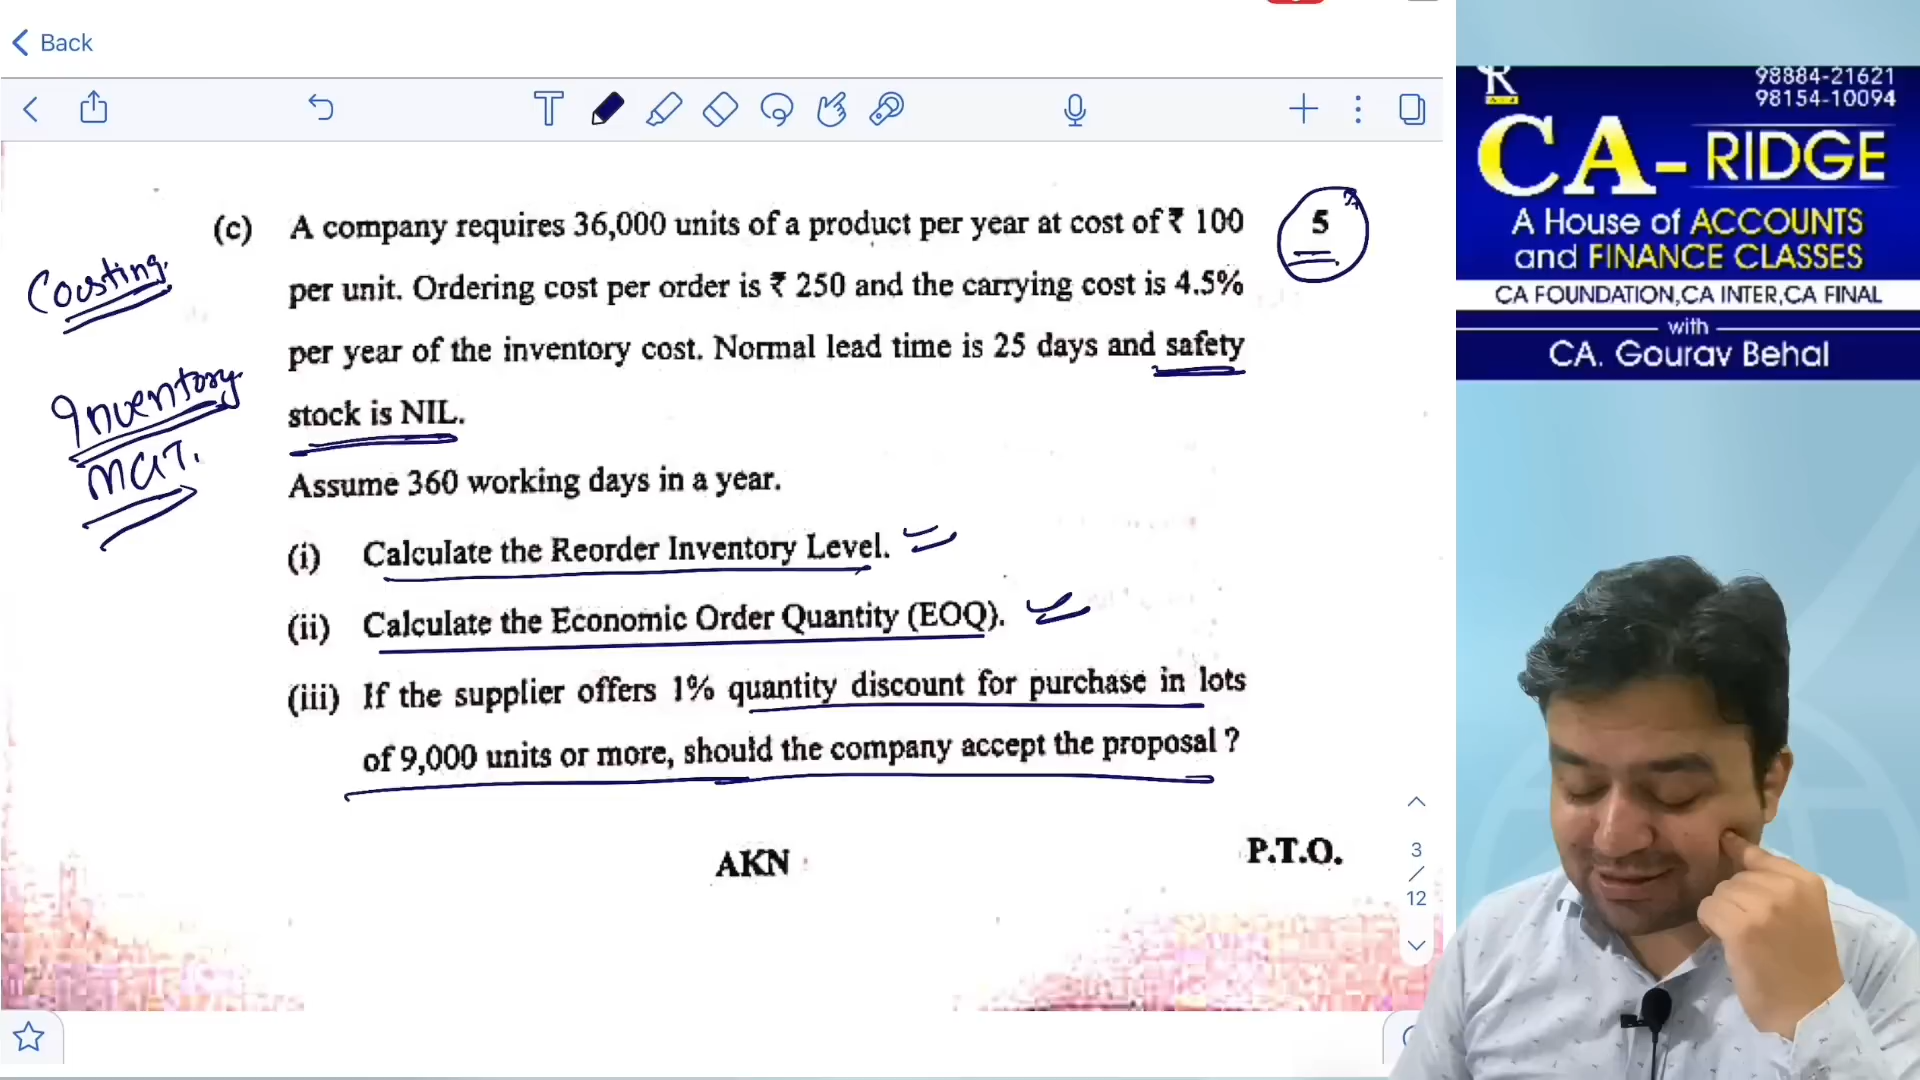 Back
T
(c) A company requires 36,000 units of a product per year at cost of ₹ 100 5
per unit. Ordering cost per order is ₹ 250 and the carrying cost is 4.5%
per year of the inventory cost. Normal lead time is 25 days and safety
stock is NIL.
Assume 360 working days in a year.
(i) Calculate the Reorder Inventory Level.
(ii) Calculate the Economic Order Quantity (EOQ).
(iii) If the supplier offers 1% quantity discount for purchase in lots
of 9,000 units or more, should the company accept the proposal ?
AKN
P.T.O.
Costing.
Inventory
3
/
12
98884-21621
98154-10094
CA-RIDGE
A House of ACCOUNTS
and FINANCE CLASSES
CA FOUNDATION,CA INTER,CA FINAL
with
CA. Gourav Behal